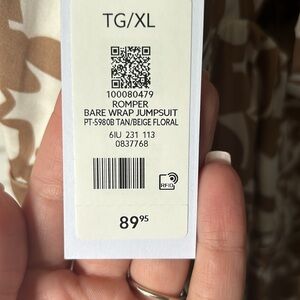 TG/XL
100080479
ROMPER
BARE WRAP JUMPSUIT
PT-5980B TAN/BEIGE FLORAL
6IU 231 113
0837768
RFID
89 95